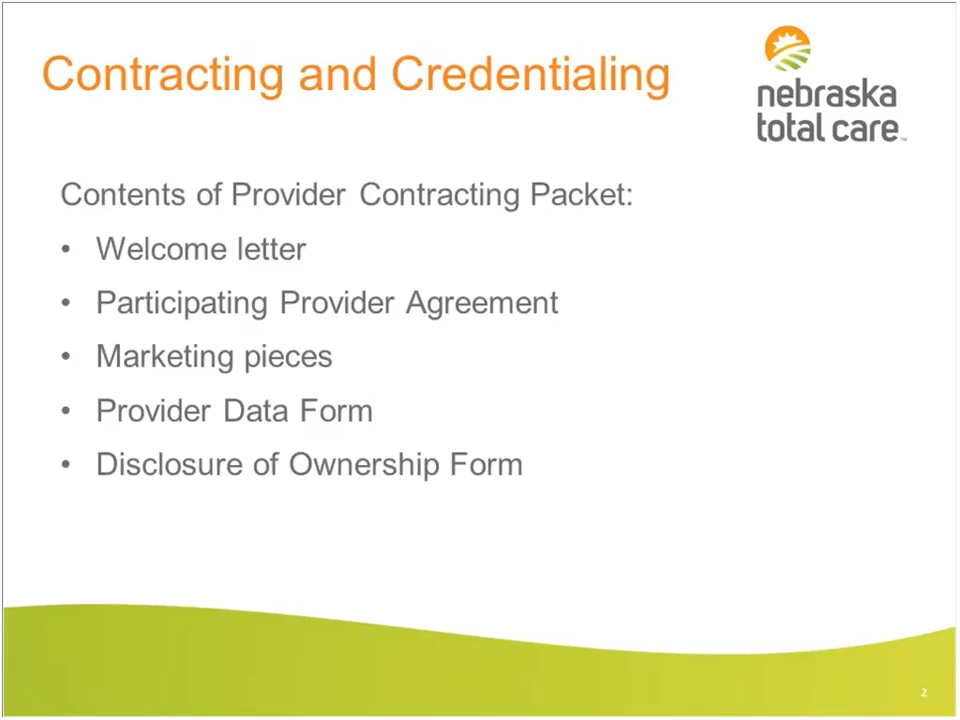 Contracting and Credentialing
nebraska
total care™
Contents of Provider Contracting Packet:
• Welcome letter
• Participating Provider Agreement
• Marketing pieces
• Provider Data Form
• Disclosure of Ownership Form
2